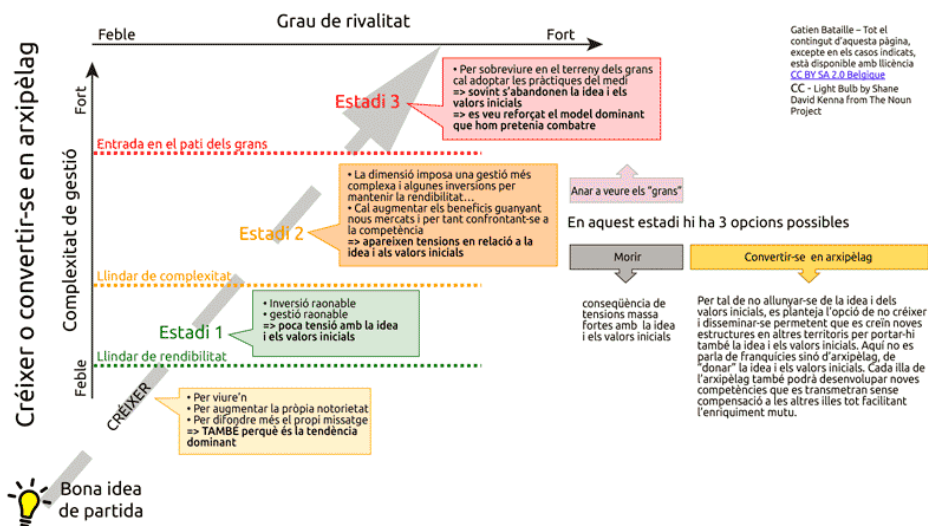 Créixer o convertir-se en arxipèlag
Grau de rivalitat
Feble
Fort
Complexitat de gestió
Fort
Feble
Gatien Bataille – Tot el
contingut d'aquesta pàgina,
excepte en els casos indicats,
està disponible amb llicència
CC BY SA 2.0 Belgique
CC - Light Bulb by Shane
David Kenna from The Noun
Project
Estadi 3
• Per sobreviure en el terreny dels grans
cal adoptar les pràctiques del medi
=> sovint s'abandonen la idea i els
valors inicials
=> es veu reforçat el model dominant
que hom pretenia combatre
Entrada en el pati dels grans
Estadi 2
• La dimensió imposa una gestió més
complexa i algunes inversions per
mantenir la rendibilitat...
• Cal augmentar els beneficis guanyant
nous mercats i per tant confrontant-se a
la competència
=> apareixen tensions en relació a la
idea i als valors inicials
Anar a veure els "grans"
En aquest estadi hi ha 3 opcions possibles
Morir
conseqüència de
tensions massa
fortes amb la idea
i els valors inicials
Convertir-se en arxipèlag
Per tal de no allunyar-se de la idea i dels
valors inicials, es planteja l'opció de no créixer
i disseminar-se permetent que es creïn noves
estructures en altres territoris per portar-hi
també la idea i els valors inicials. Aquí no es
parla de franquícies sinó d'arxipèlag, de
"donar" la idea i els valors inicials. Cada illa de
l'arxipèlag també podrà desenvolupar noves
competències que es transmetran sense
compensació a les altres illes tot facilitant
l'enriquiment mutu.
Llindar de complexitat
Estadi 1
• Inversió raonable
• gestió raonable
=> poca tensió amb la idea
i els valors inicials
Llindar de rendibilitat
CRÉIXER
• Per viure'n
• Per augmentar la pròpia notorietat
• Per difondre més el propi missatge
=> TAMBÉ perquè és la tendència
dominant
Bona idea
de partida